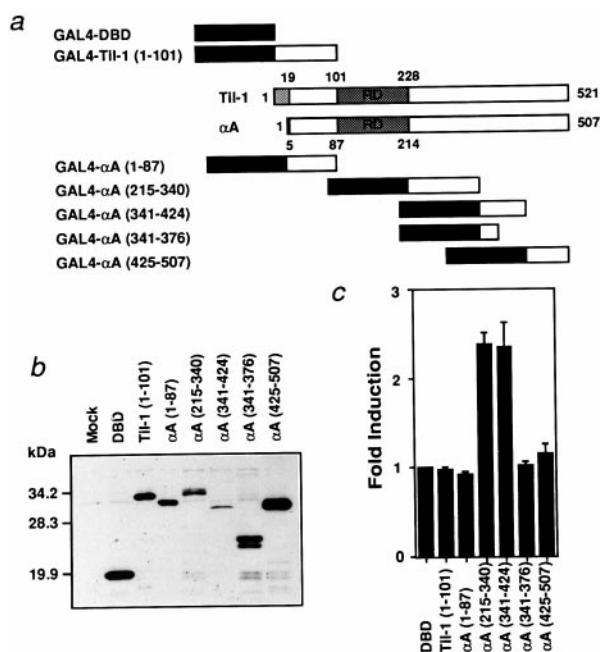 a
GAL4-DBD
GAL4-Til-1 (1-101)
19 101 228
Til-1 1 RD 521
αA 1 RD 507
5 87 214
GAL4-αA (1-87)
GAL4-αA (215-340)
GAL4-αA (341-424)
GAL4-αA (341-376)
GAL4-αA (425-507)
b
Mock
DBD
Til-1 (1-101)
αA (1-87)
αA (215-340)
αA (341-424)
αA (341-376)
αA (425-507)
kDa
34.2
28.3
19.9
c
Fold Induction
3
2
1
0
DBD
Til-1 (1-101)
αA (1-87)
αA (215-340)
αA (341-424)
αA (341-376)
αA (425-507)